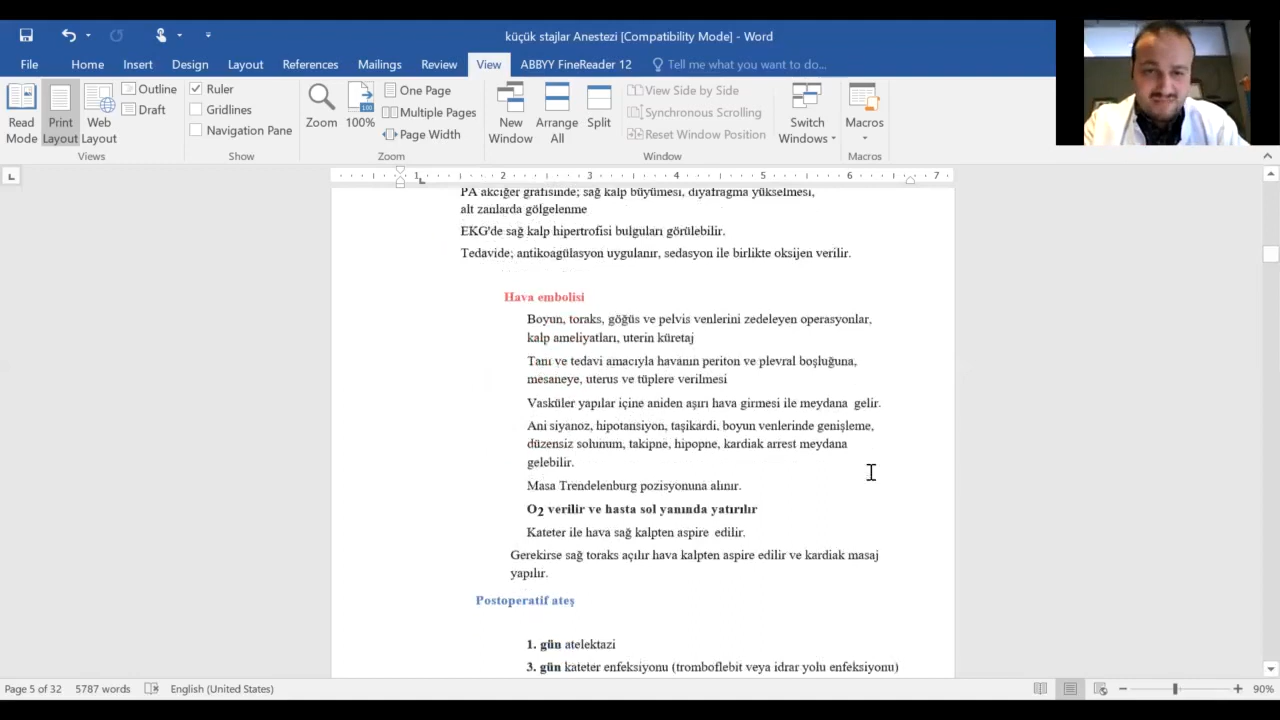 küçük stajlar Anestezi [Compatibility Mode] - Word
File Home Insert Design Layout References Mailings Review View ABBYY FineReader 12 Tell me what you want to do...
Read Mode
Print Layout
Web Layout
Outline
Draft
Views
Ruler
Gridlines
Navigation Pane
Show
Zoom
100%
One Page
Multiple Pages
Page Width
Zoom
New Window
Arrange All
Split
View Side by Side
Synchronous Scrolling
Reset Window Position
Window
Switch Windows
Macros
Macros
1 2 3 4 5 6 7
PA akciğer grafisinde; sağ kalp büyümesi, diyafragma yükselmesi,
alt zanlarda gölgelenme
EKG'de sağ kalp hipertrofisi bulguları görülebilir.
Tedavide; antikoagülasyon uygulanır, sedasyon ile birlikte oksijen verilir.
Hava embolisi
Boyun, toraks, göğüs ve pelvis venlerini zedeleyen operasyonlar,
kalp ameliyatları, uterin küretaj
Tanı ve tedavi amacıyla havanın periton ve plevral boşluğuna,
mesaneye, uterus ve tüplere verilmesi
Vasküler yapılar içine aniden aşırı hava girmesi ile meydana gelir.
Ani siyanoz, hipotansiyon, taşikardi, boyun venlerinde genişleme,
düzensiz solunum, takipne, hipopne, kardiak arrest meydana
gelebilir.
Masa Trendelenburg pozisyonuna alınır.
O2 verilir ve hasta sol yanında yatırılır
Kateter ile hava sağ kalpten aspire edilir.
Gerekirse sağ toraks açılır hava kalpten aspire edilir ve kardiak masaj
yapılır.
Postoperatif ateş
1. gün atelektazi
3. gün kateter enfeksiyonu (tromboflebit veya idrar yolu enfeksiyonu)
Page 5 of 32 5787 words English (United States) 90%